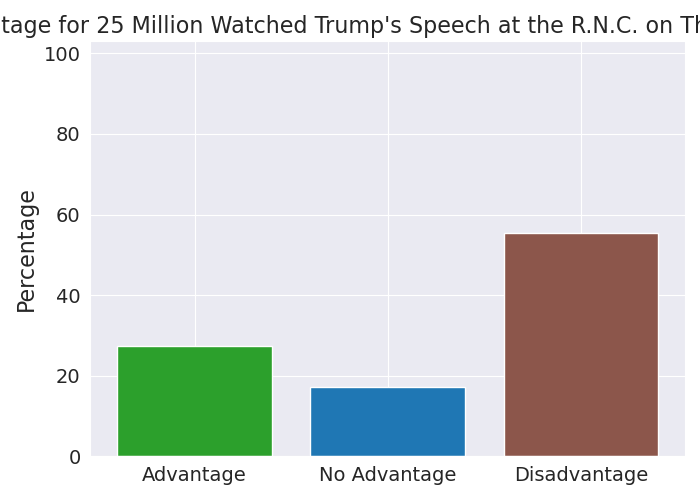 tage for 25 Million Watched Trump's Speech at the R.N.C. on Th
100
80
60
40
20
0
Percentage
Advantage No Advantage Disadvantage